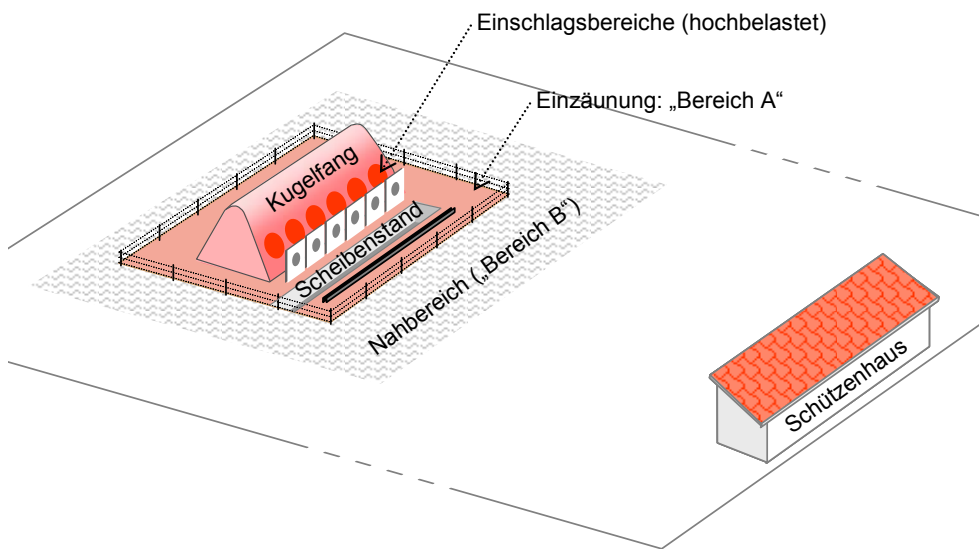 Einschlagsbereiche (hochbelastet)
Einzäunung: „Bereich A“
Kugelfang
Scheibenstand
Nahbereich („Bereich B“)
Schützenhaus